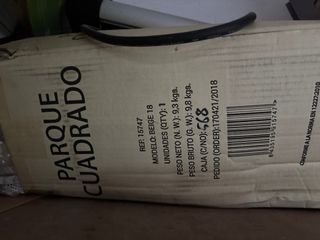 PARQUE
CUADRADO
REF: 15747
MODELO: BEIGE 18
UNIDADES (QTY): 1
PESO NETO (N. W.): 9,3 kgs.
PESO BRUTO (G. W.): 9,8 kgs.
CAJA (C/NO): 568
PEDIDO (ORDER): 170421/2018